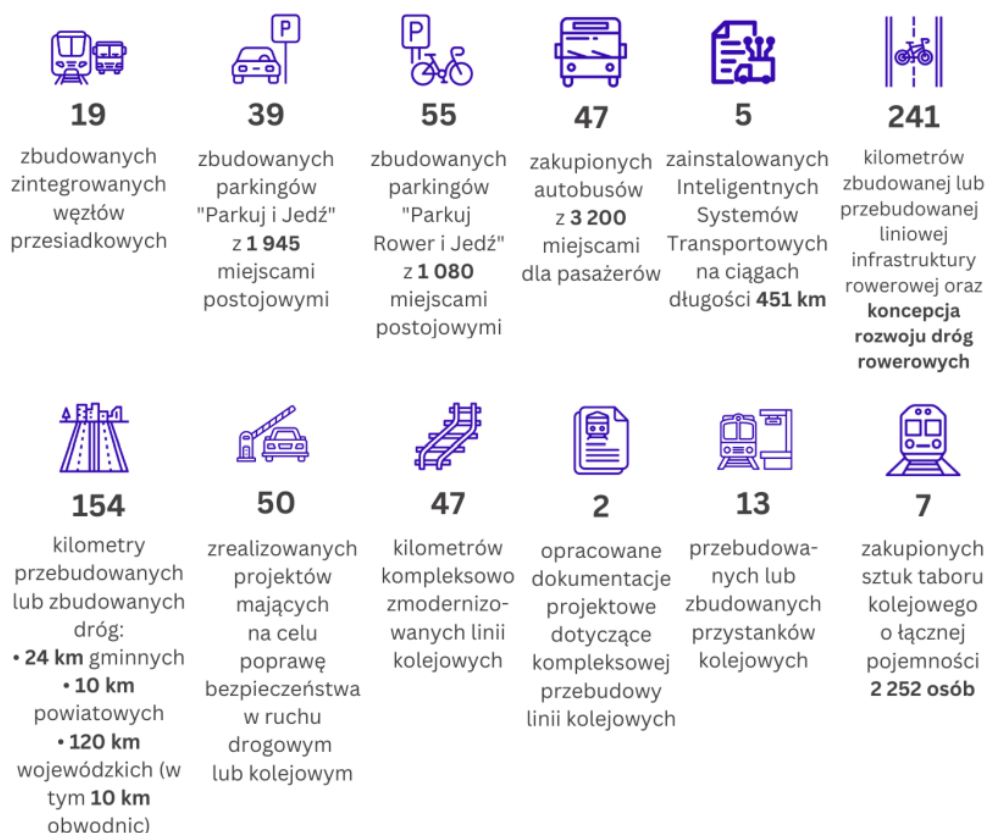 P
P
19
zbudowanych
zintegrowanych
węzłów
przesiadkowych
39
zbudowanych
parkingów
"Parkuj i Jedź"
z 1 945
miejscami
postojowymi
55
zbudowanych
parkingów
"Parkuj
Rower i Jedź"
z 1 080
miejscami
postojowymi
47
zakupionych
autobusów
z 3 200
miejscami
dla pasażerów
5
zainstalowanych
Inteligentnych
Systemów
Transportowych
na ciągach
długości 451 km
241
kilometrów
zbudowanej lub
przebudowanej
liniowej
infrastruktury
rowerowej oraz
koncepcja
rozwoju dróg
rowerowych
154
kilometry
przebudowanych
lub zbudowanych
dróg:
• 24 km gminnych
• 10 km
powiatowych
• 120 km
wojewódzkich (w
tym 10 km
obwodnic)
50
zrealizowanych
projektów
mających
na celu
poprawę
bezpieczeństwa
w ruchu
drogowym
lub kolejowym
47
kilometrów
kompleksowo
zmodernizo-
wanych linii
kolejowych
2
opracowane
dokumentacje
projektowe
dotyczące
kompleksowej
przebudowy
linii kolejowych
13
przebudowa-
nych lub
zbudowanych
przystanków
kolejowych
7
zakupionych
sztuk taboru
kolejowego
o łącznej
pojemności
2 252 osób